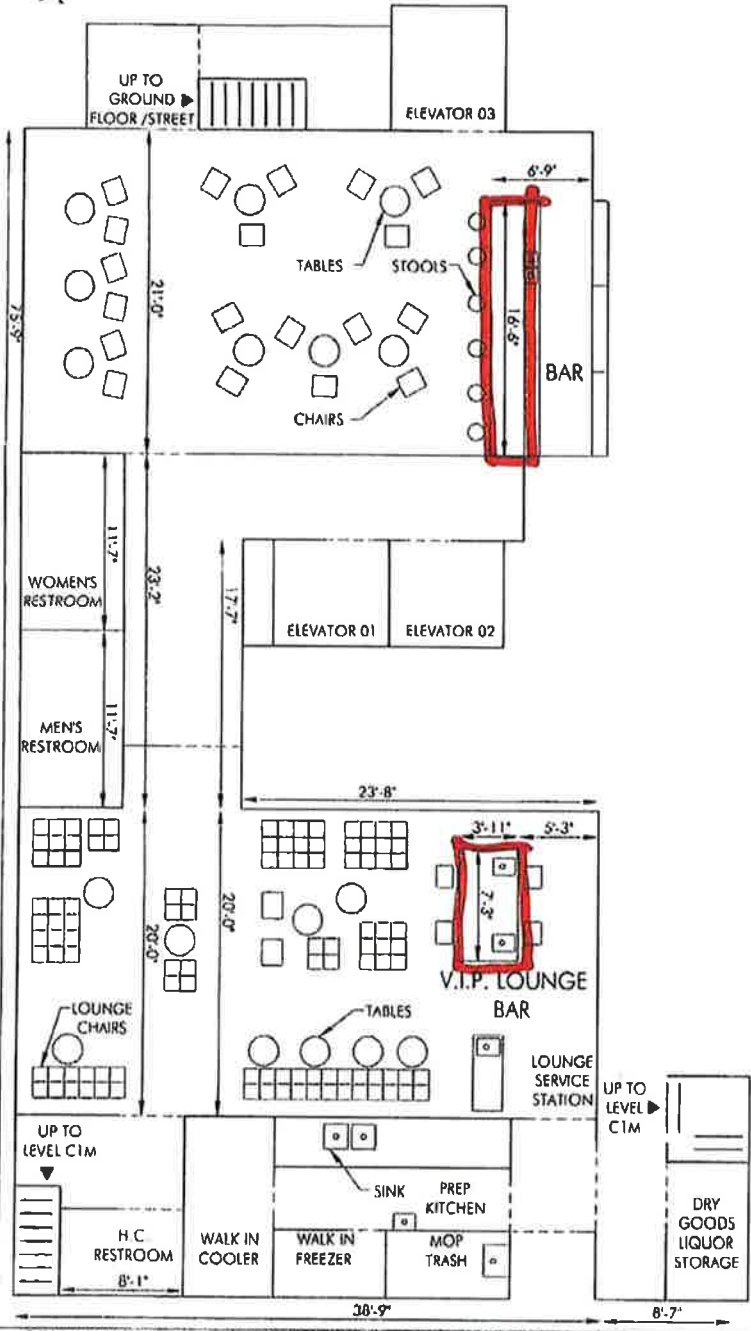 UP TO
GROUND
FLOOR /STREET
ELEVATOR 03
6'-9"
TABLES
STOOLS
21'-0"
75'-9"
16'-6"
BAR
CHAIRS
11'-7"
WOMEN'S
RESTROOM
23'-2"
17'-7"
ELEVATOR 01
ELEVATOR 02
MEN'S
RESTROOM
11'-7"
23'-8"
3'-11"
5'-3"
7'-3"
20'-0"
20'-0"
V.I.P. LOUNGE
BAR
LOUNGE
CHAIRS
TABLES
LOUNGE
SERVICE
STATION
UP TO
LEVEL
C1M
UP TO
LEVEL C1M
SINK
PREP
KITCHEN
H.C.
RESTROOM
WALK IN
COOLER
WALK IN
FREEZER
MOP
TRASH
DRY
GOODS
LIQUOR
STORAGE
8'-1"
38'-9"
8'-7"